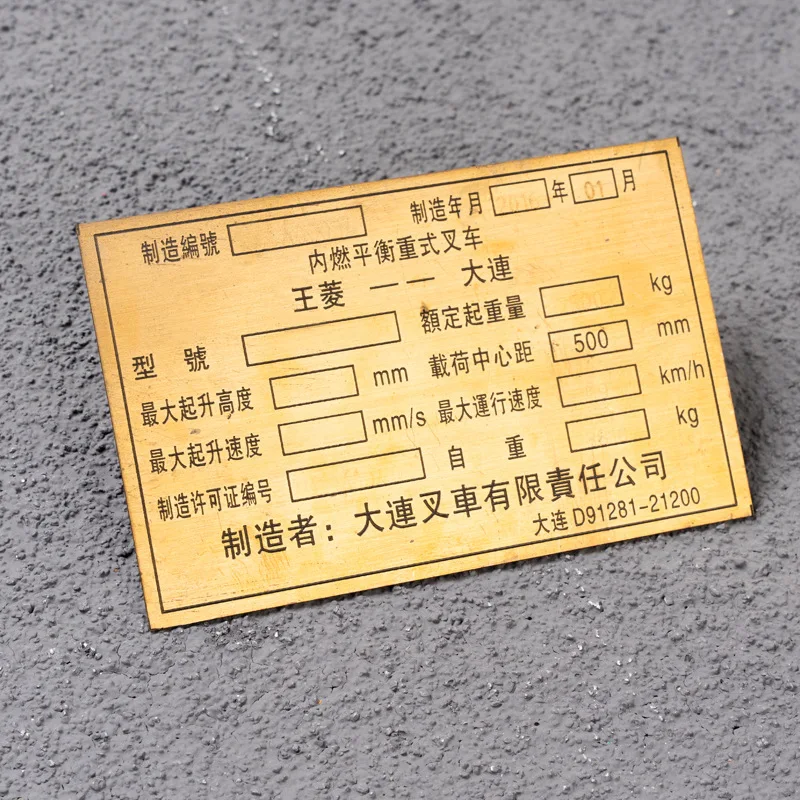 制造編號 制造年月 年 01 月
内燃平衡重式叉车
王菱 —— 大連
型 號 額定起重量 kg
最大起升高度 mm 載荷中心距 500 mm
最大起升速度 mm/s 最大運行速度 km/h
制造许可证编号 自 重 kg
制造者：大連叉車有限責任公司
大连 D91281-21200